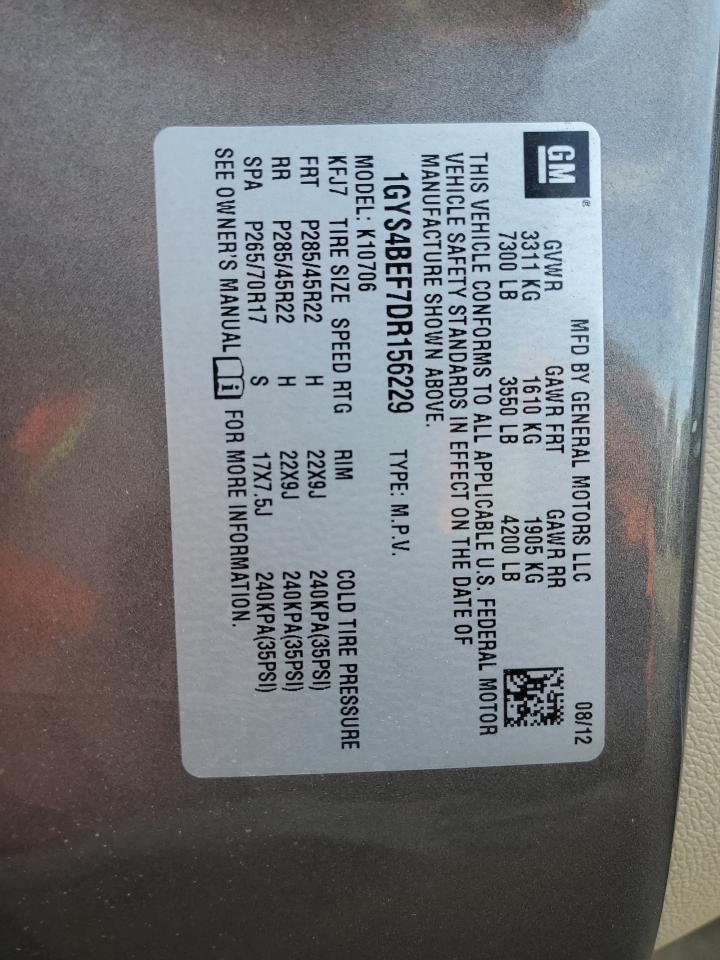 GM®
MFD BY GENERAL MOTORS LLC 08/12
GVWR GAWR FRT GAWR RR
3311 KG 1610 KG 1905 KG
7300 LB 3550 LB 4200 LB
THIS VEHICLE CONFORMS TO ALL APPLICABLE U.S. FEDERAL MOTOR
VEHICLE SAFETY STANDARDS IN EFFECT ON THE DATE OF
MANUFACTURE SHOWN ABOVE.
1GYS4BEF7DR156229 TYPE: M.P.V.
MODEL: K10706
KFJ7 TIRE SIZE SPEED RTG RIM COLD TIRE PRESSURE
FRT P285/45R22 H 22X9J 240KPA(35PSI)
RR P285/45R22 H 22X9J 240KPA(35PSI)
SPA P265/70R17 S 17X7.5J 240KPA(35PSI)
SEE OWNER'S MANUAL i FOR MORE INFORMATION.